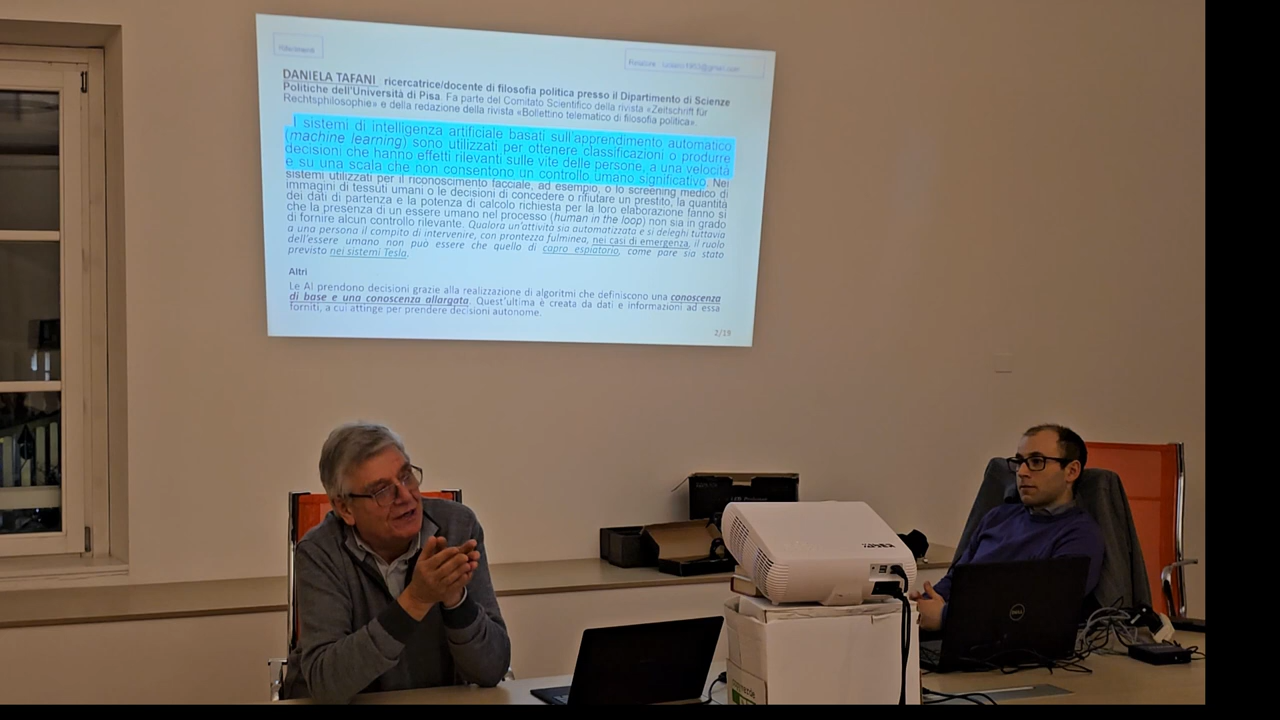 Riferimenti
DANIELA TAFANI ricercatrice/docente di filosofia politica presso il Dipartimento di Scienze
Politiche dell'Università di Pisa. Fa parte del Comitato Scientifico della rivista «Zeitschrift für
Rechtsphilosophie» e della redazione della rivista «Bollettino telematico di filosofia politica».
I sistemi di intelligenza artificiale basati sull'apprendimento automatico
(machine learning) sono utilizzati per ottenere classificazioni o produrre
decisioni che hanno effetti rilevanti sulle vite delle persone, a una velocità
e su una scala che non consentono un controllo umano significativo. Nei
sistemi utilizzati per il riconoscimento facciale, ad esempio, o lo screening medico di
immagini di tessuti umani o le decisioni di concedere o rifiutare un prestito, la quantità
dei dati di partenza e la potenza di calcolo richiesta per la loro elaborazione fanno sì
che la presenza di un essere umano nel processo (human in the loop) non sia in grado
di fornire alcun controllo rilevante. Qualora un'attività sia automatizzata e si deleghi tuttavia
a una persona il compito di intervenire, con prontezza fulminea, nei casi di emergenza, il ruolo
dell'essere umano non può essere che quello di capro espiatorio, come pare sia stato
previsto nei sistemi Tesla.
Altri
Le AI prendono decisioni grazie alla realizzazione di algoritmi che definiscono una conoscenza
di base e una conoscenza allargata. Quest'ultima è creata da dati e informazioni ad essa
forniti, a cui attinge per prendere decisioni autonome.
2/19
DELL